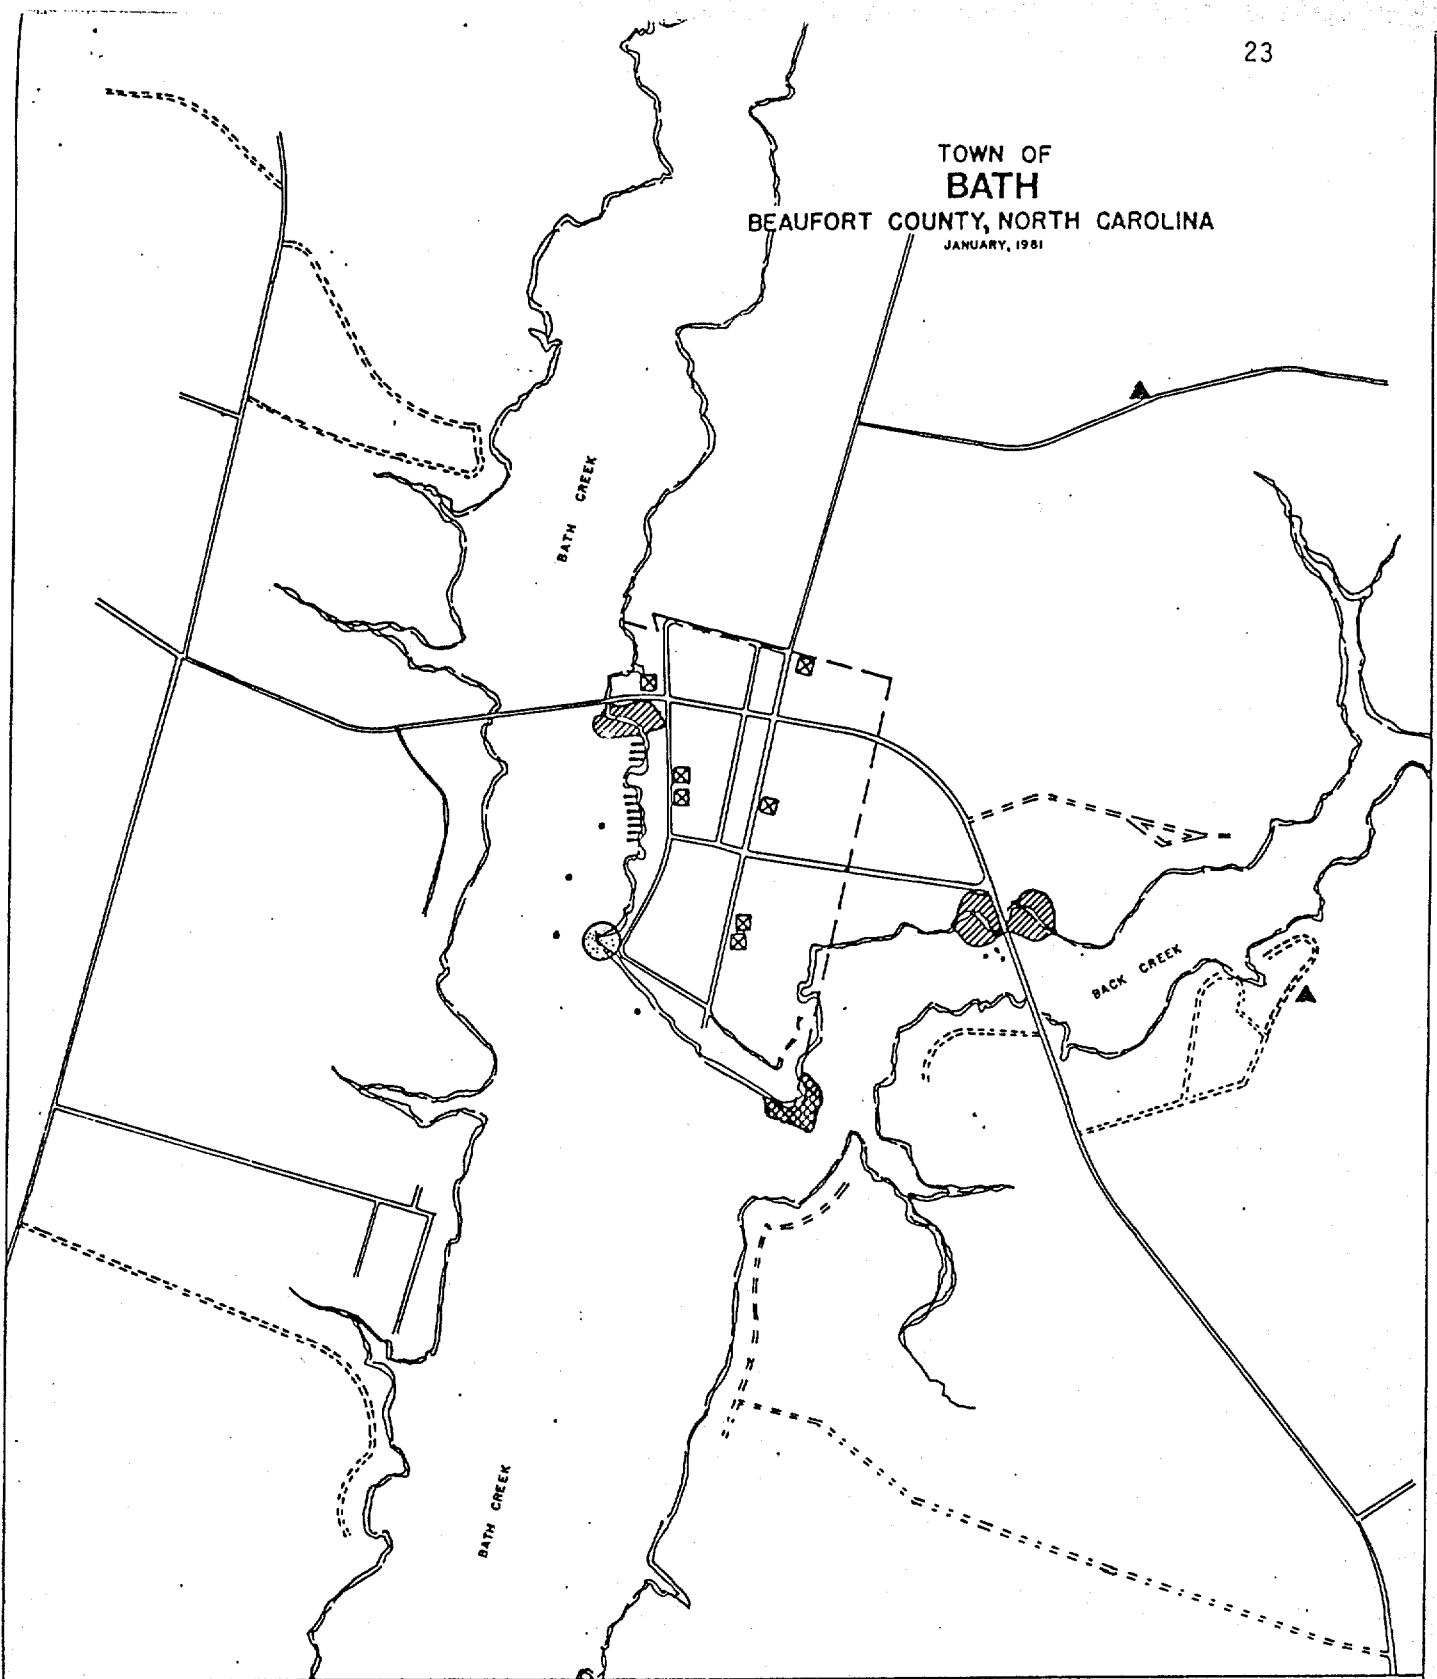 23
TOWN OF
BATH
BEAUFORT COUNTY, NORTH CAROLINA
JANUARY, 1981
BATH CREEK
BACK CREEK
BATH CREEK